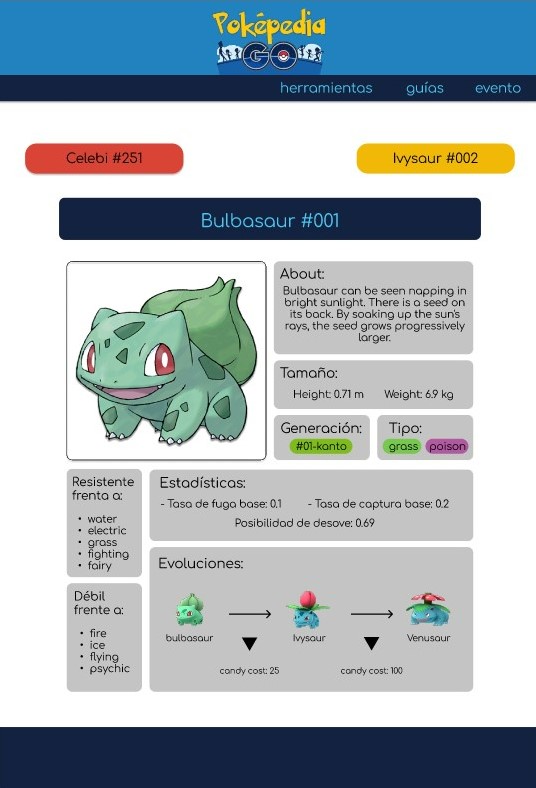 Poképedia
GO
herramientas guías evento
Celebi #251
Ivysaur #002
Bulbasaur #001
About:
Bulbasaur can be seen napping in
bright sunlight. There is a seed on
its back. By soaking up the sun's
rays, the seed grows progressively
larger.
Tamaño:
Height: 0.71 m Weight: 6.9 kg
Generación:
#01-kanto
Tipo:
grass poison
Resistente
frenta a:
• water
• electric
• grass
• fighting
• fairy
Estadísticas:
- Tasa de fuga base: 0.1 - Tasa de captura base: 0.2
Posibilidad de desove: 0.69
Débil
frente a:
• fire
• ice
• flying
• psychic
Evoluciones:
bulbasaur Ivysaur Venusaur
candy cost: 25 candy cost: 100